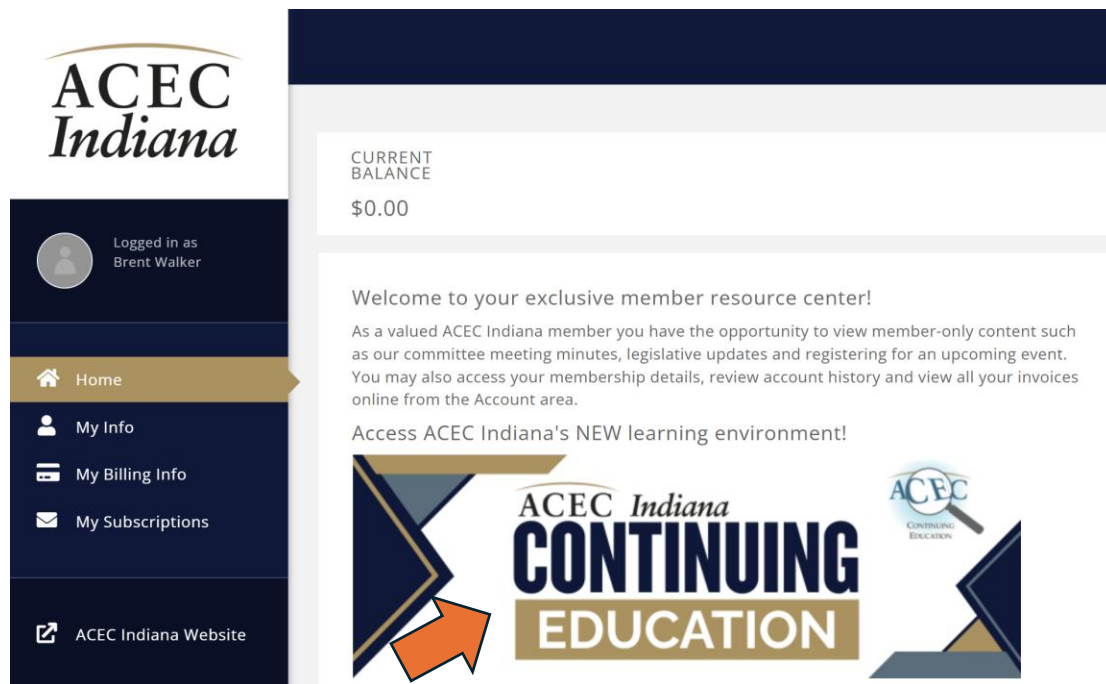 ACEC
Indiana
Logged in as
Brent Walker
Home
My Info
My Billing Info
My Subscriptions
ACEC Indiana Website
CURRENT
BALANCE
$0.00
Welcome to your exclusive member resource center!
As a valued ACEC Indiana member you have the opportunity to view member-only content such
as our committee meeting minutes, legislative updates and registering for an upcoming event.
You may also access your membership details, review account history and view all your invoices
online from the Account area.
Access ACEC Indiana's NEW learning environment!
ACEC Indiana
CONTINUING
EDUCATION
ACEC
CONTINUING
EDUCATION